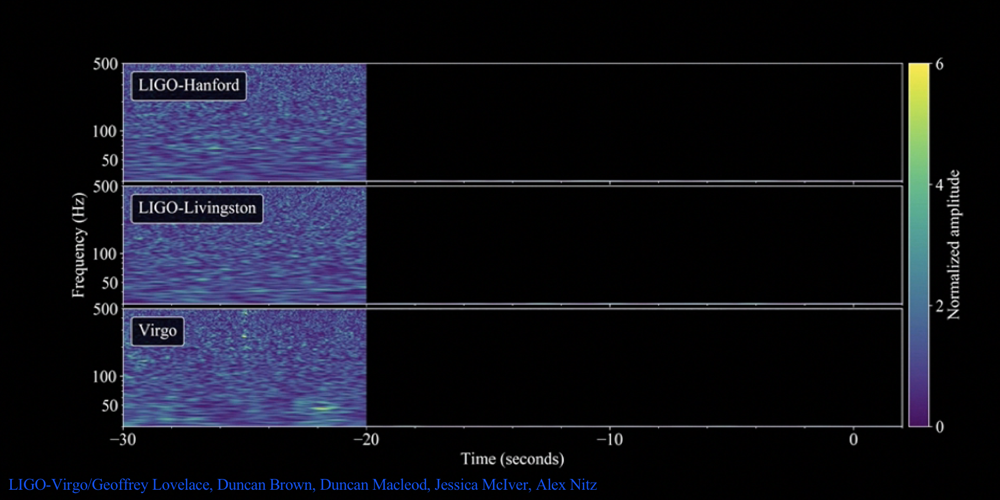 500
LIGO-Hanford
100
50
500
LIGO-Livingston
100
50
500
Virgo
100
50
−30
−20
−10
0
Time (seconds)
Frequency (Hz)
6
4
2
0
Normalized amplitude
LIGO-Virgo/Geoffrey Lovelace, Duncan Brown, Duncan Macleod, Jessica McIver, Alex Nitz